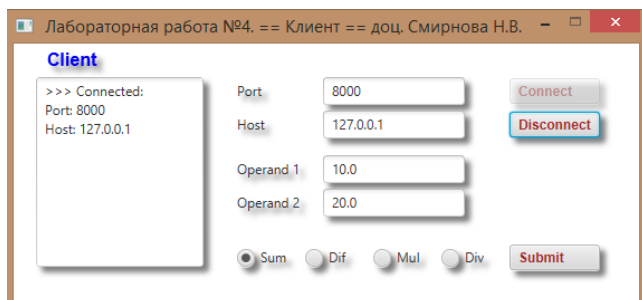 Лабораторная работа №4. == Клиент == доц. Смирнова Н.В.
Client
>>> Connected:
Port: 8000
Host: 127.0.0.1
Port 8000 Connect
Host 127.0.0.1 Disconnect
Operand 1 10.0
Operand 2 20.0
Sum Dif Mul Div Submit